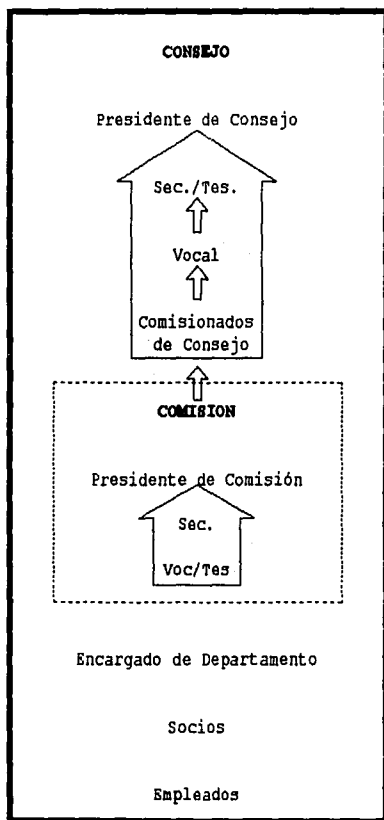 CONSEJO
Presidente de Consejo
Sec./Tes.
Vocal
Comisionados
de Consejo
COMISION
Presidente de Comisión
Sec.
Voc/Tes
Encargado de Departamento
Socios
Empleados